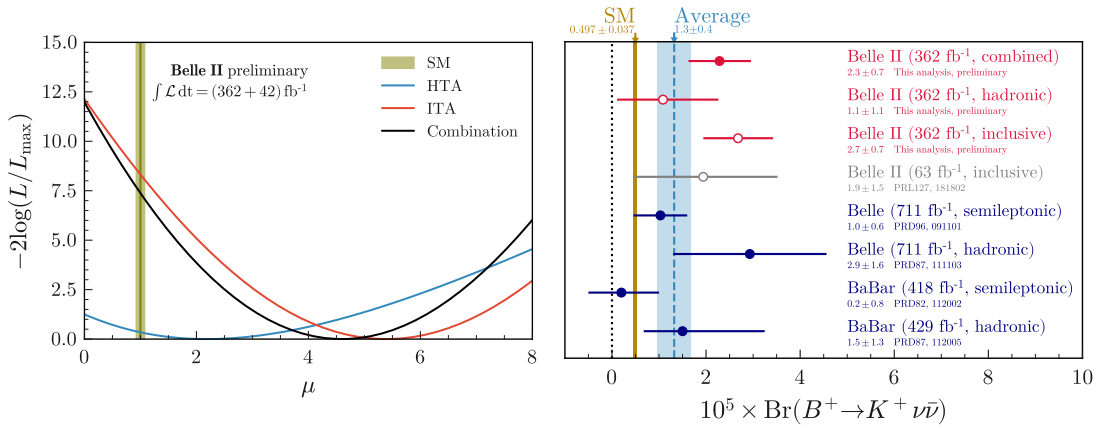 15.0
12.5
10.0
7.5
5.0
2.5
0.0
−2log(L/L_max)
Belle II preliminary
∫ℒ dt = (362 + 42) fb⁻¹
SM
HTA
ITA
Combination
0 2 4 6 8
μ
SM
0.497 ± 0.037
Average
1.3 ± 0.4
Belle II (362 fb⁻¹, combined)
2.3 ± 0.7 This analysis, preliminary
Belle II (362 fb⁻¹, hadronic)
1.1 ± 1.1 This analysis, preliminary
Belle II (362 fb⁻¹, inclusive)
2.7 ± 0.7 This analysis, preliminary
Belle II (63 fb⁻¹, inclusive)
1.9 ± 1.5 PRL127, 181802
Belle (711 fb⁻¹, semileptonic)
1.0 ± 0.6 PRD96, 091101
Belle (711 fb⁻¹, hadronic)
2.9 ± 1.6 PRD87, 111103
BaBar (418 fb⁻¹, semileptonic)
0.2 ± 0.8 PRD82, 112002
BaBar (429 fb⁻¹, hadronic)
1.5 ± 1.3 PRD87, 112005
0 2 4 6 8 10
10⁵ × Br(B⁺→K⁺νν̄)